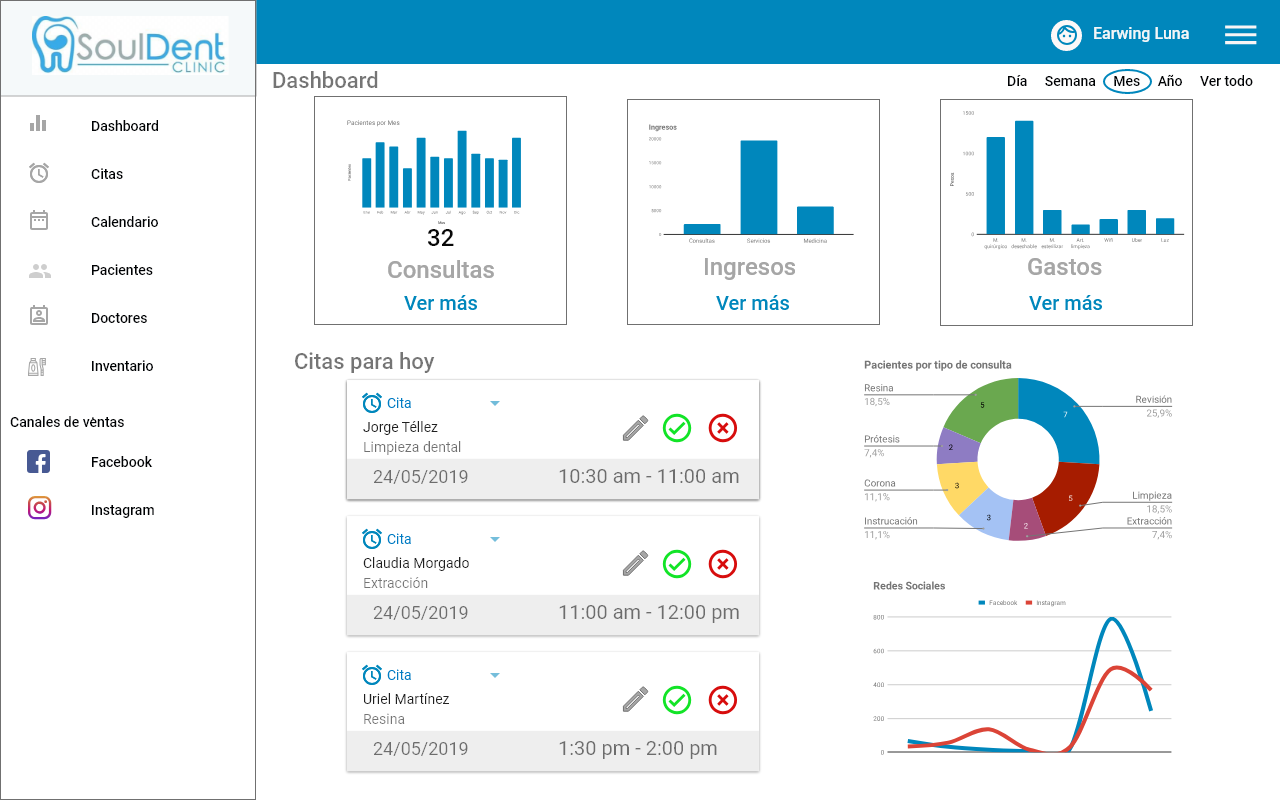 SoulDent
CLINIC
Earwing Luna
Dashboard
Día Semana Mes Año Ver todo
Dashboard
Citas
Calendario
Pacientes
Doctores
Inventario
Canales de ventas
Facebook
Instagram
Pacientes por Mes
Pacientes
Ene Feb Mar Abr May Jun Jul Ago Sep Oct Nov Dic
Mes
32
Consultas
Ver más
Ingresos
20000
15000
10000
5000
0
Consultas Servicios Medicina
Ingresos
Ver más
1500
1000
500
0
Pesos
M. quirúrgico
M. desechable
M. esterilizar
Art. limpieza
WiFi
Uber
Luz
Gastos
Ver más
Citas para hoy
Cita
Jorge Téllez
Limpieza dental
24/05/2019 10:30 am - 11:00 am
Cita
Claudia Morgado
Extracción
24/05/2019 11:00 am - 12:00 pm
Cita
Uriel Martínez
Resina
24/05/2019 1:30 pm - 2:00 pm
Pacientes por tipo de consulta
Resina
18,5%
Prótesis
7,4%
Corona
11,1%
Instrucación
11,1%
Revisión
25,9%
Limpieza
18,5%
Extracción
7,4%
5
7
2
3
5
3
2
Redes Sociales
Facebook Instagram
800
600
400
200
0